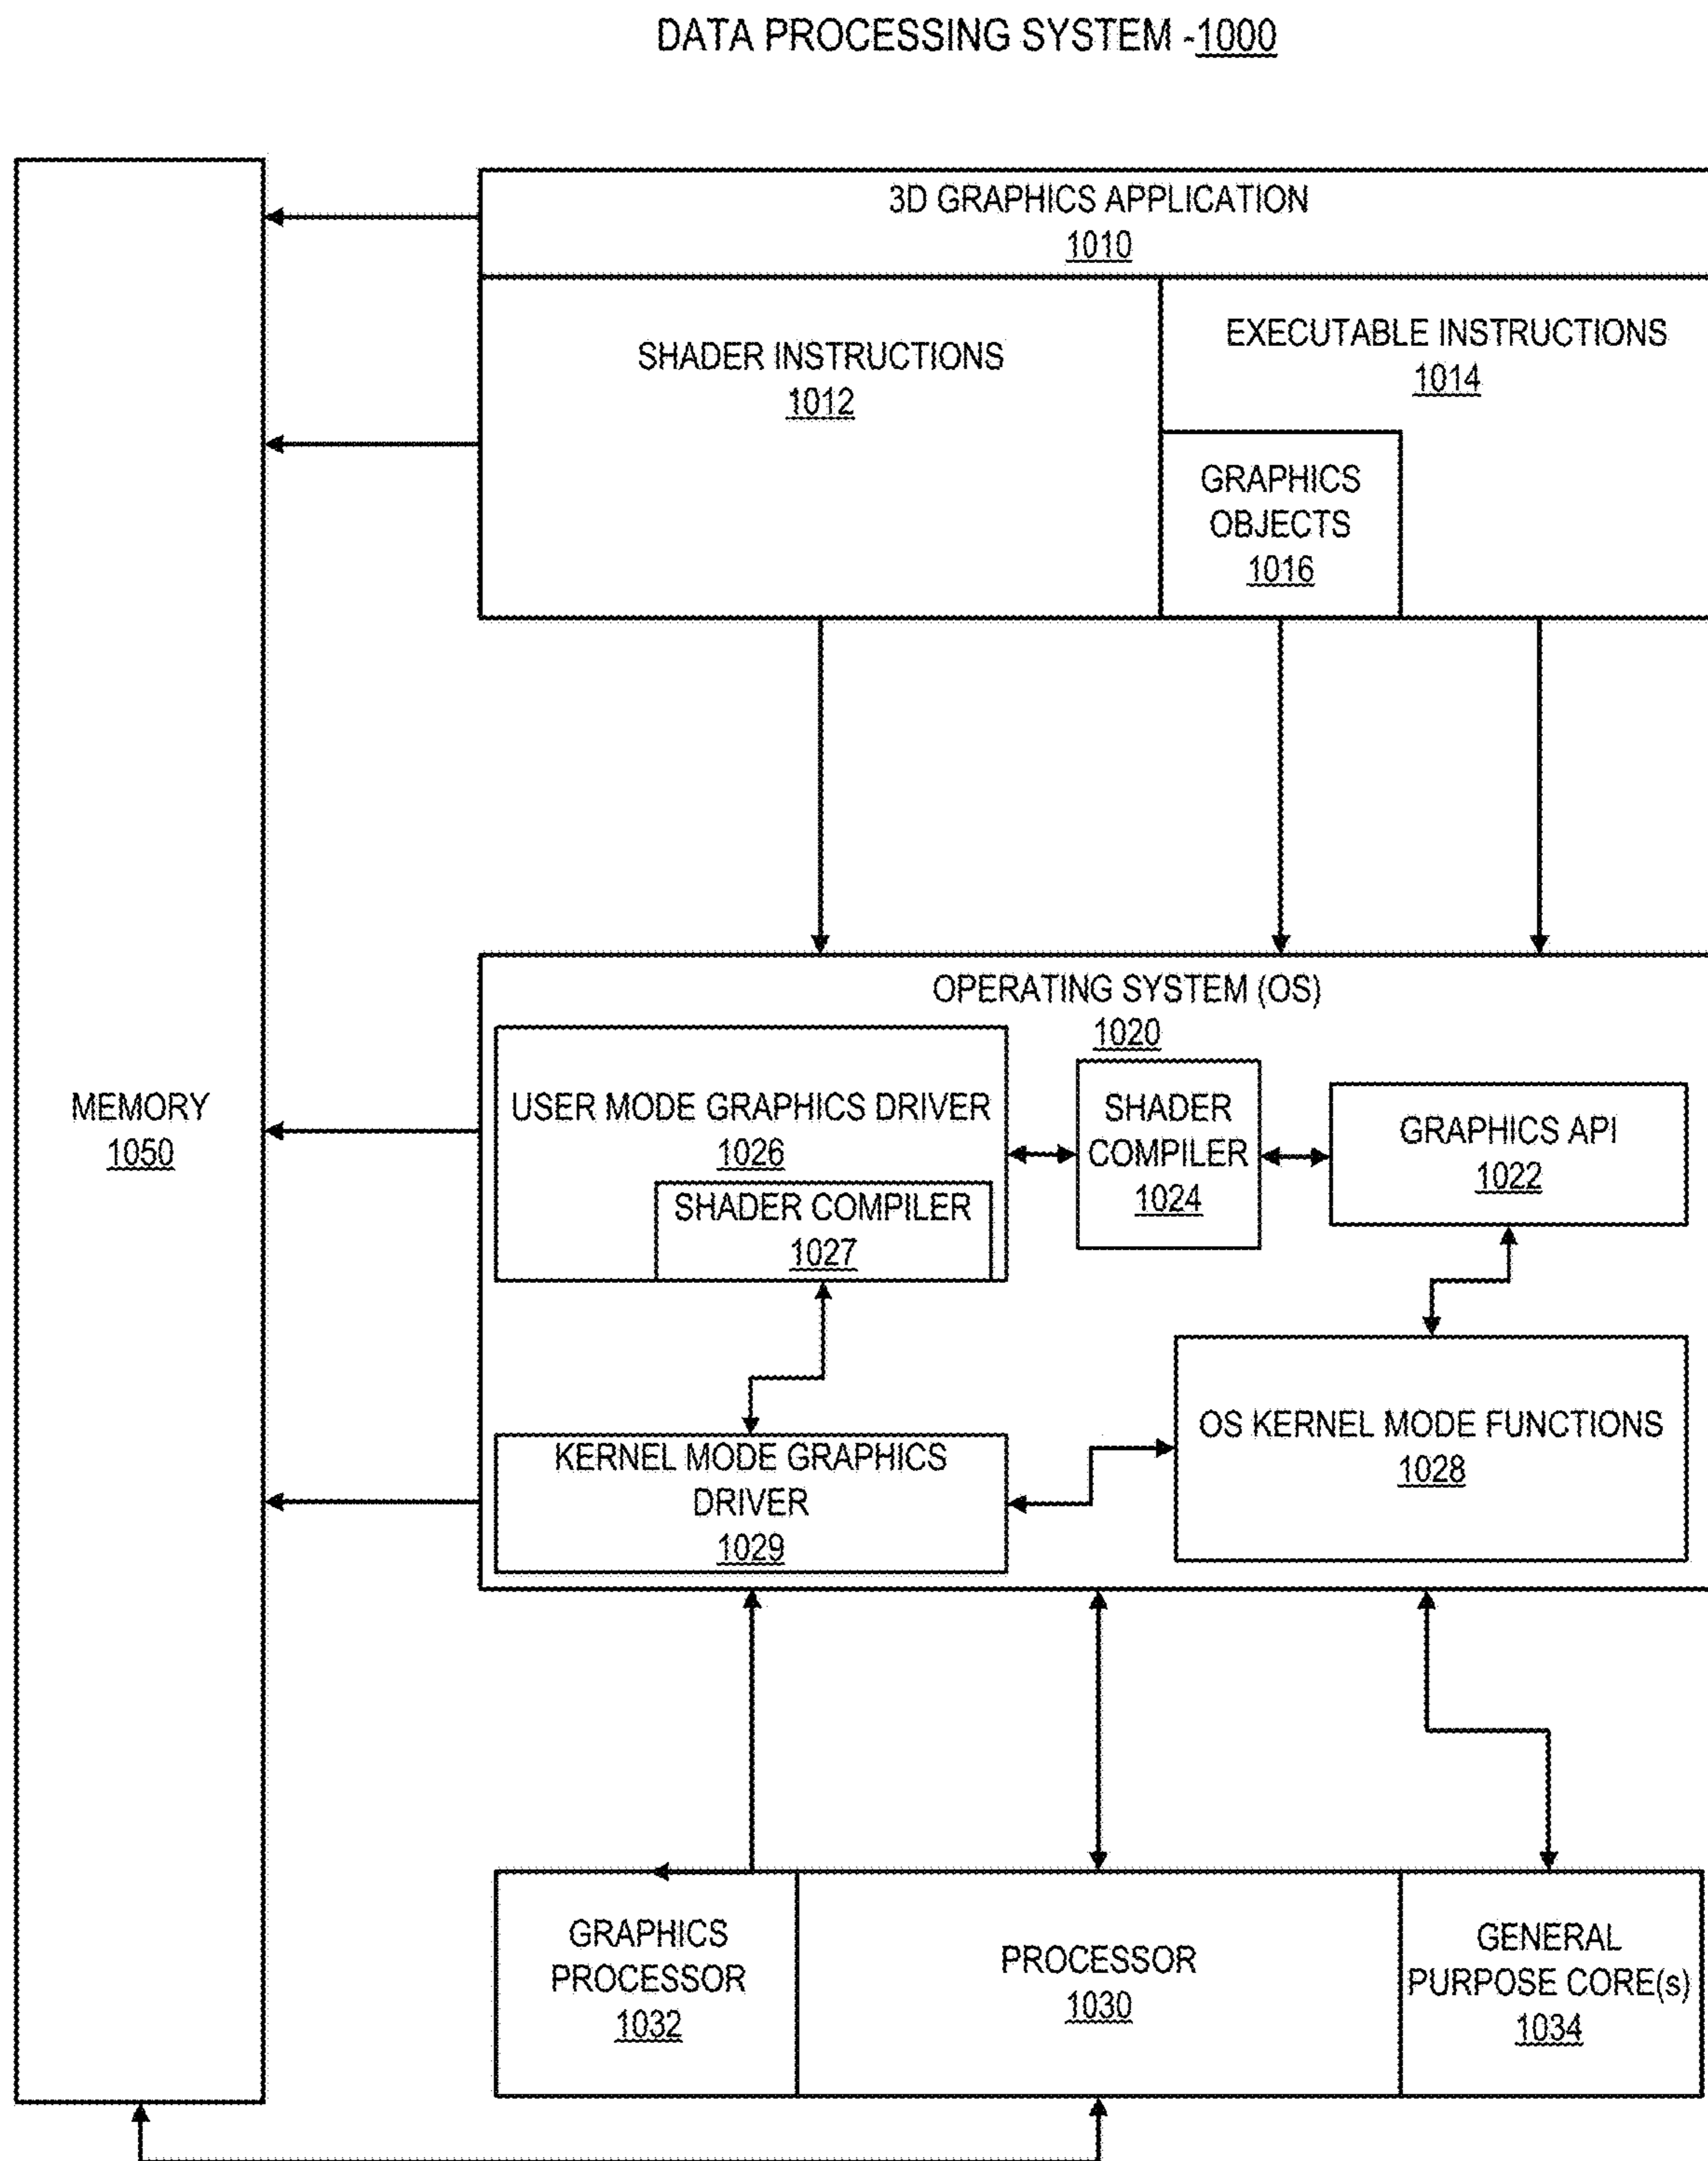 DATA PROCESSING SYSTEM -1000
3D GRAPHICS APPLICATION
1010
SHADER INSTRUCTIONS
1012
EXECUTABLE INSTRUCTIONS
1014
GRAPHICS
OBJECTS
1016
MEMORY
1050
OPERATING SYSTEM (OS)
1020
USER MODE GRAPHICS DRIVER
1026
SHADER COMPILER
1027
SHADER
COMPILER
1024
GRAPHICS API
1022
KERNEL MODE GRAPHICS
DRIVER
1029
OS KERNEL MODE FUNCTIONS
1028
GRAPHICS
PROCESSOR
1032
PROCESSOR
1030
GENERAL
PURPOSE CORE(s)
1034